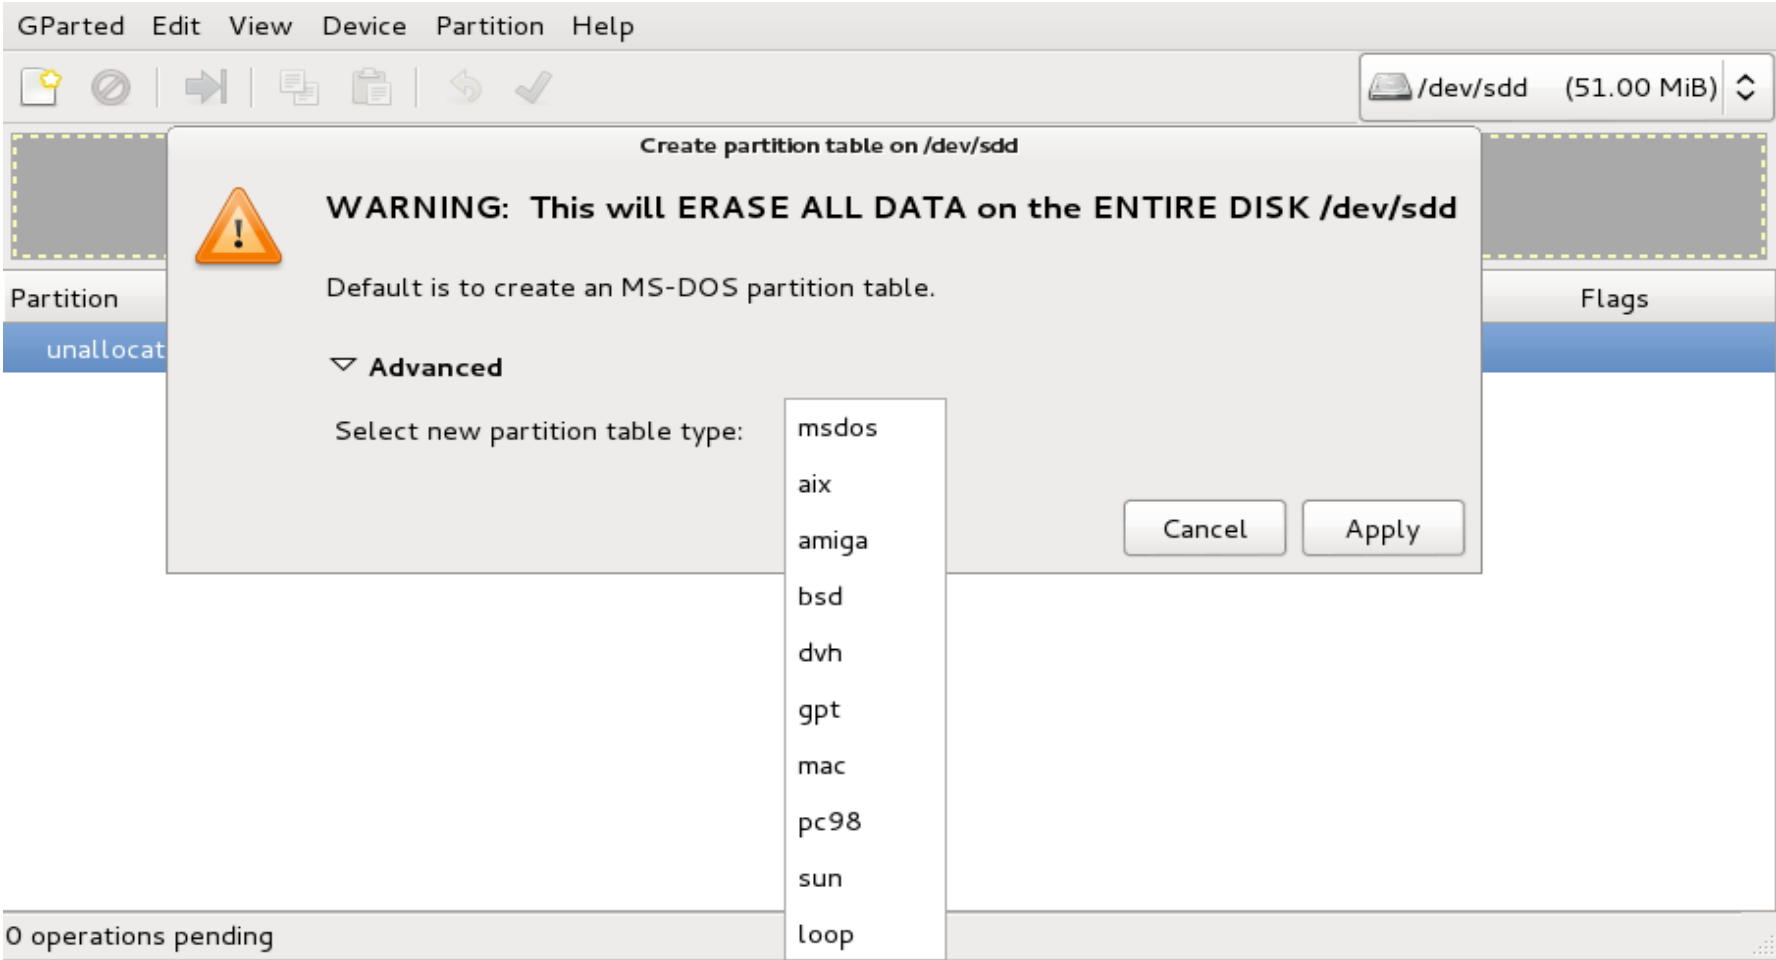 GParted Edit View Device Partition Help
/dev/sdd (51.00 MiB)
Create partition table on /dev/sdd
WARNING: This will ERASE ALL DATA on the ENTIRE DISK /dev/sdd
Default is to create an MS-DOS partition table.
Partition Flags
unallocat
Advanced
Select new partition table type:
msdos
aix
amiga
Cancel Apply
bsd
dvh
gpt
mac
pc98
sun
loop
0 operations pending